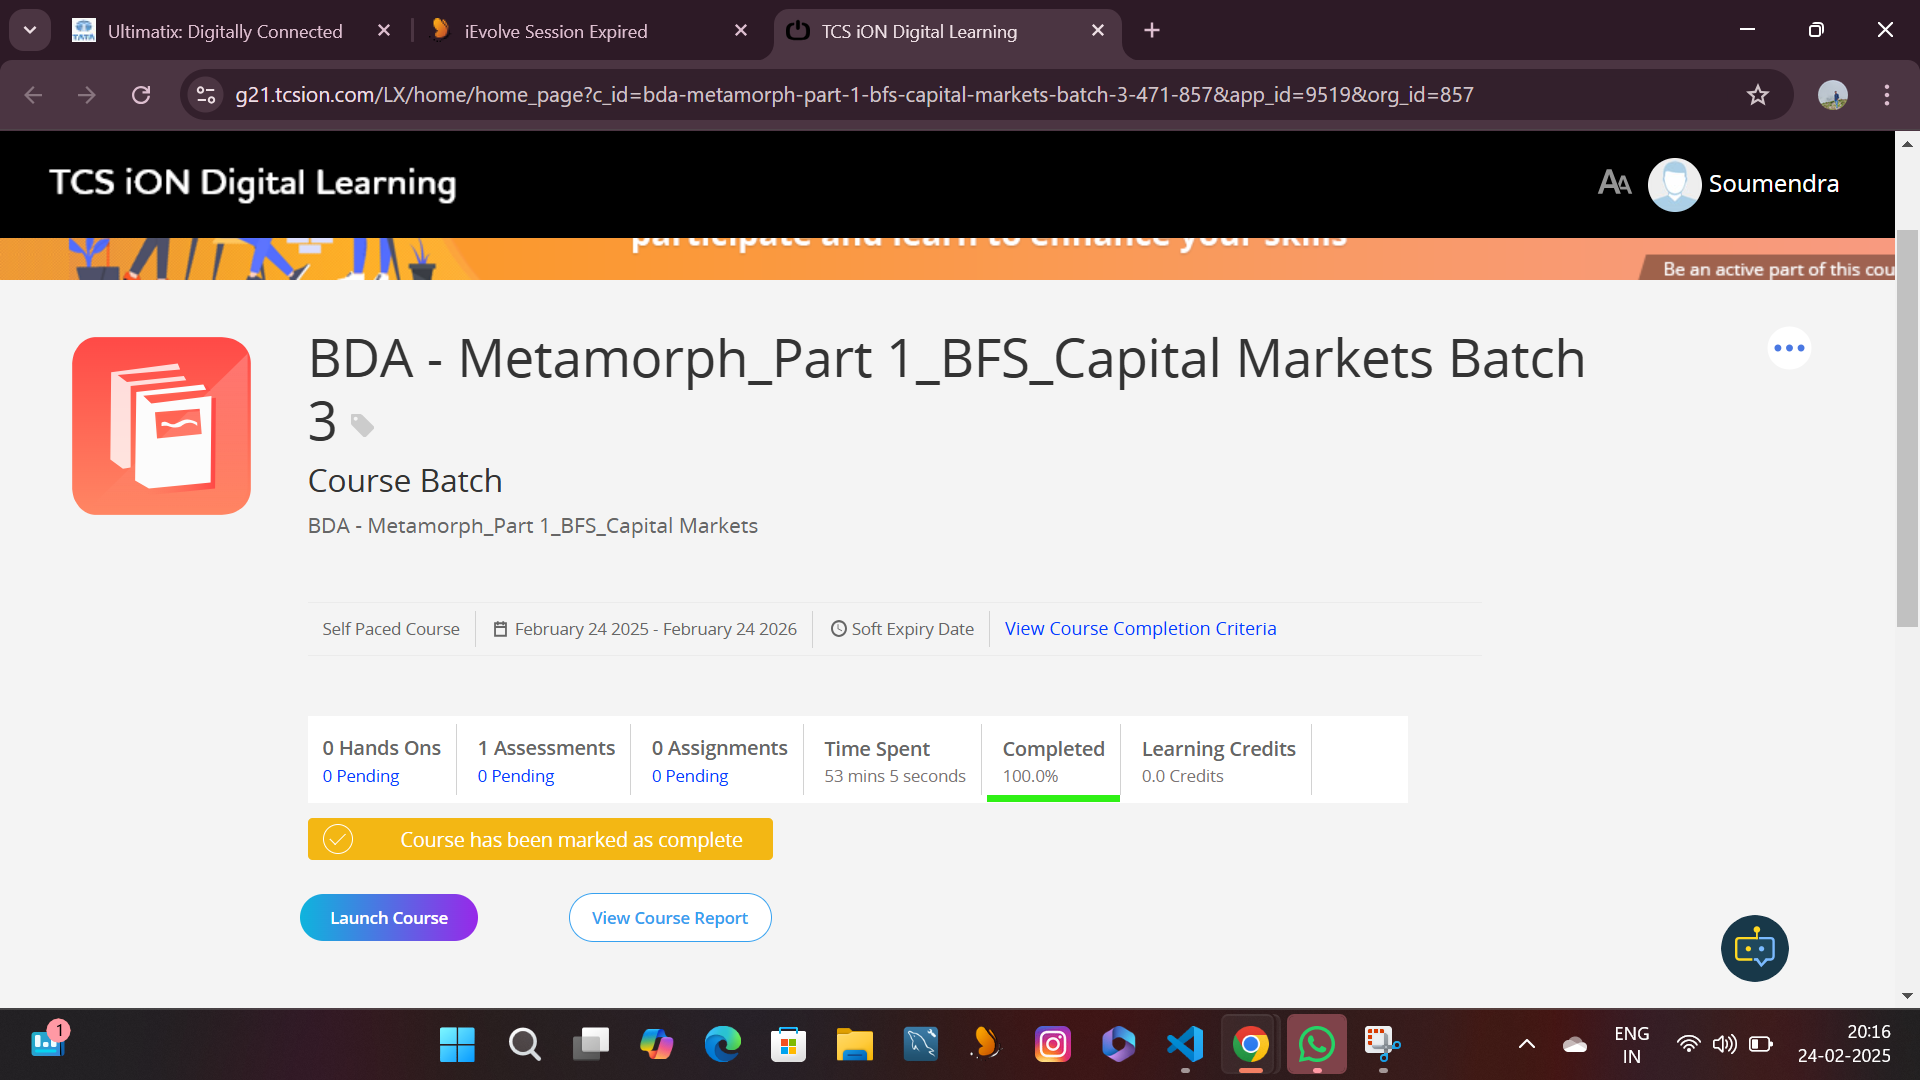 Ultimatix: Digitally Connected
iEvolve Session Expired
TCS iON Digital Learning
g21.tcsion.com/LX/home/home_page?c_id=bda-metamorph-part-1-bfs-capital-markets-batch-3-471-857&app_id=9519&org_id=857
TCS iON Digital Learning
AA
Soumendra
participate and learn to enhance your skills
Be an active part of this cou
BDA - Metamorph_Part 1_BFS_Capital Markets Batch
3
Course Batch
BDA - Metamorph_Part 1_BFS_Capital Markets
Self Paced Course
February 24 2025 - February 24 2026
Soft Expiry Date
View Course Completion Criteria
0 Hands Ons
0 Pending
1 Assessments
0 Pending
0 Assignments
0 Pending
Time Spent
53 mins 5 seconds
Completed
100.0%
Learning Credits
0.0 Credits
Course has been marked as complete
Launch Course
View Course Report
1
ENG
IN
20:16
24-02-2025